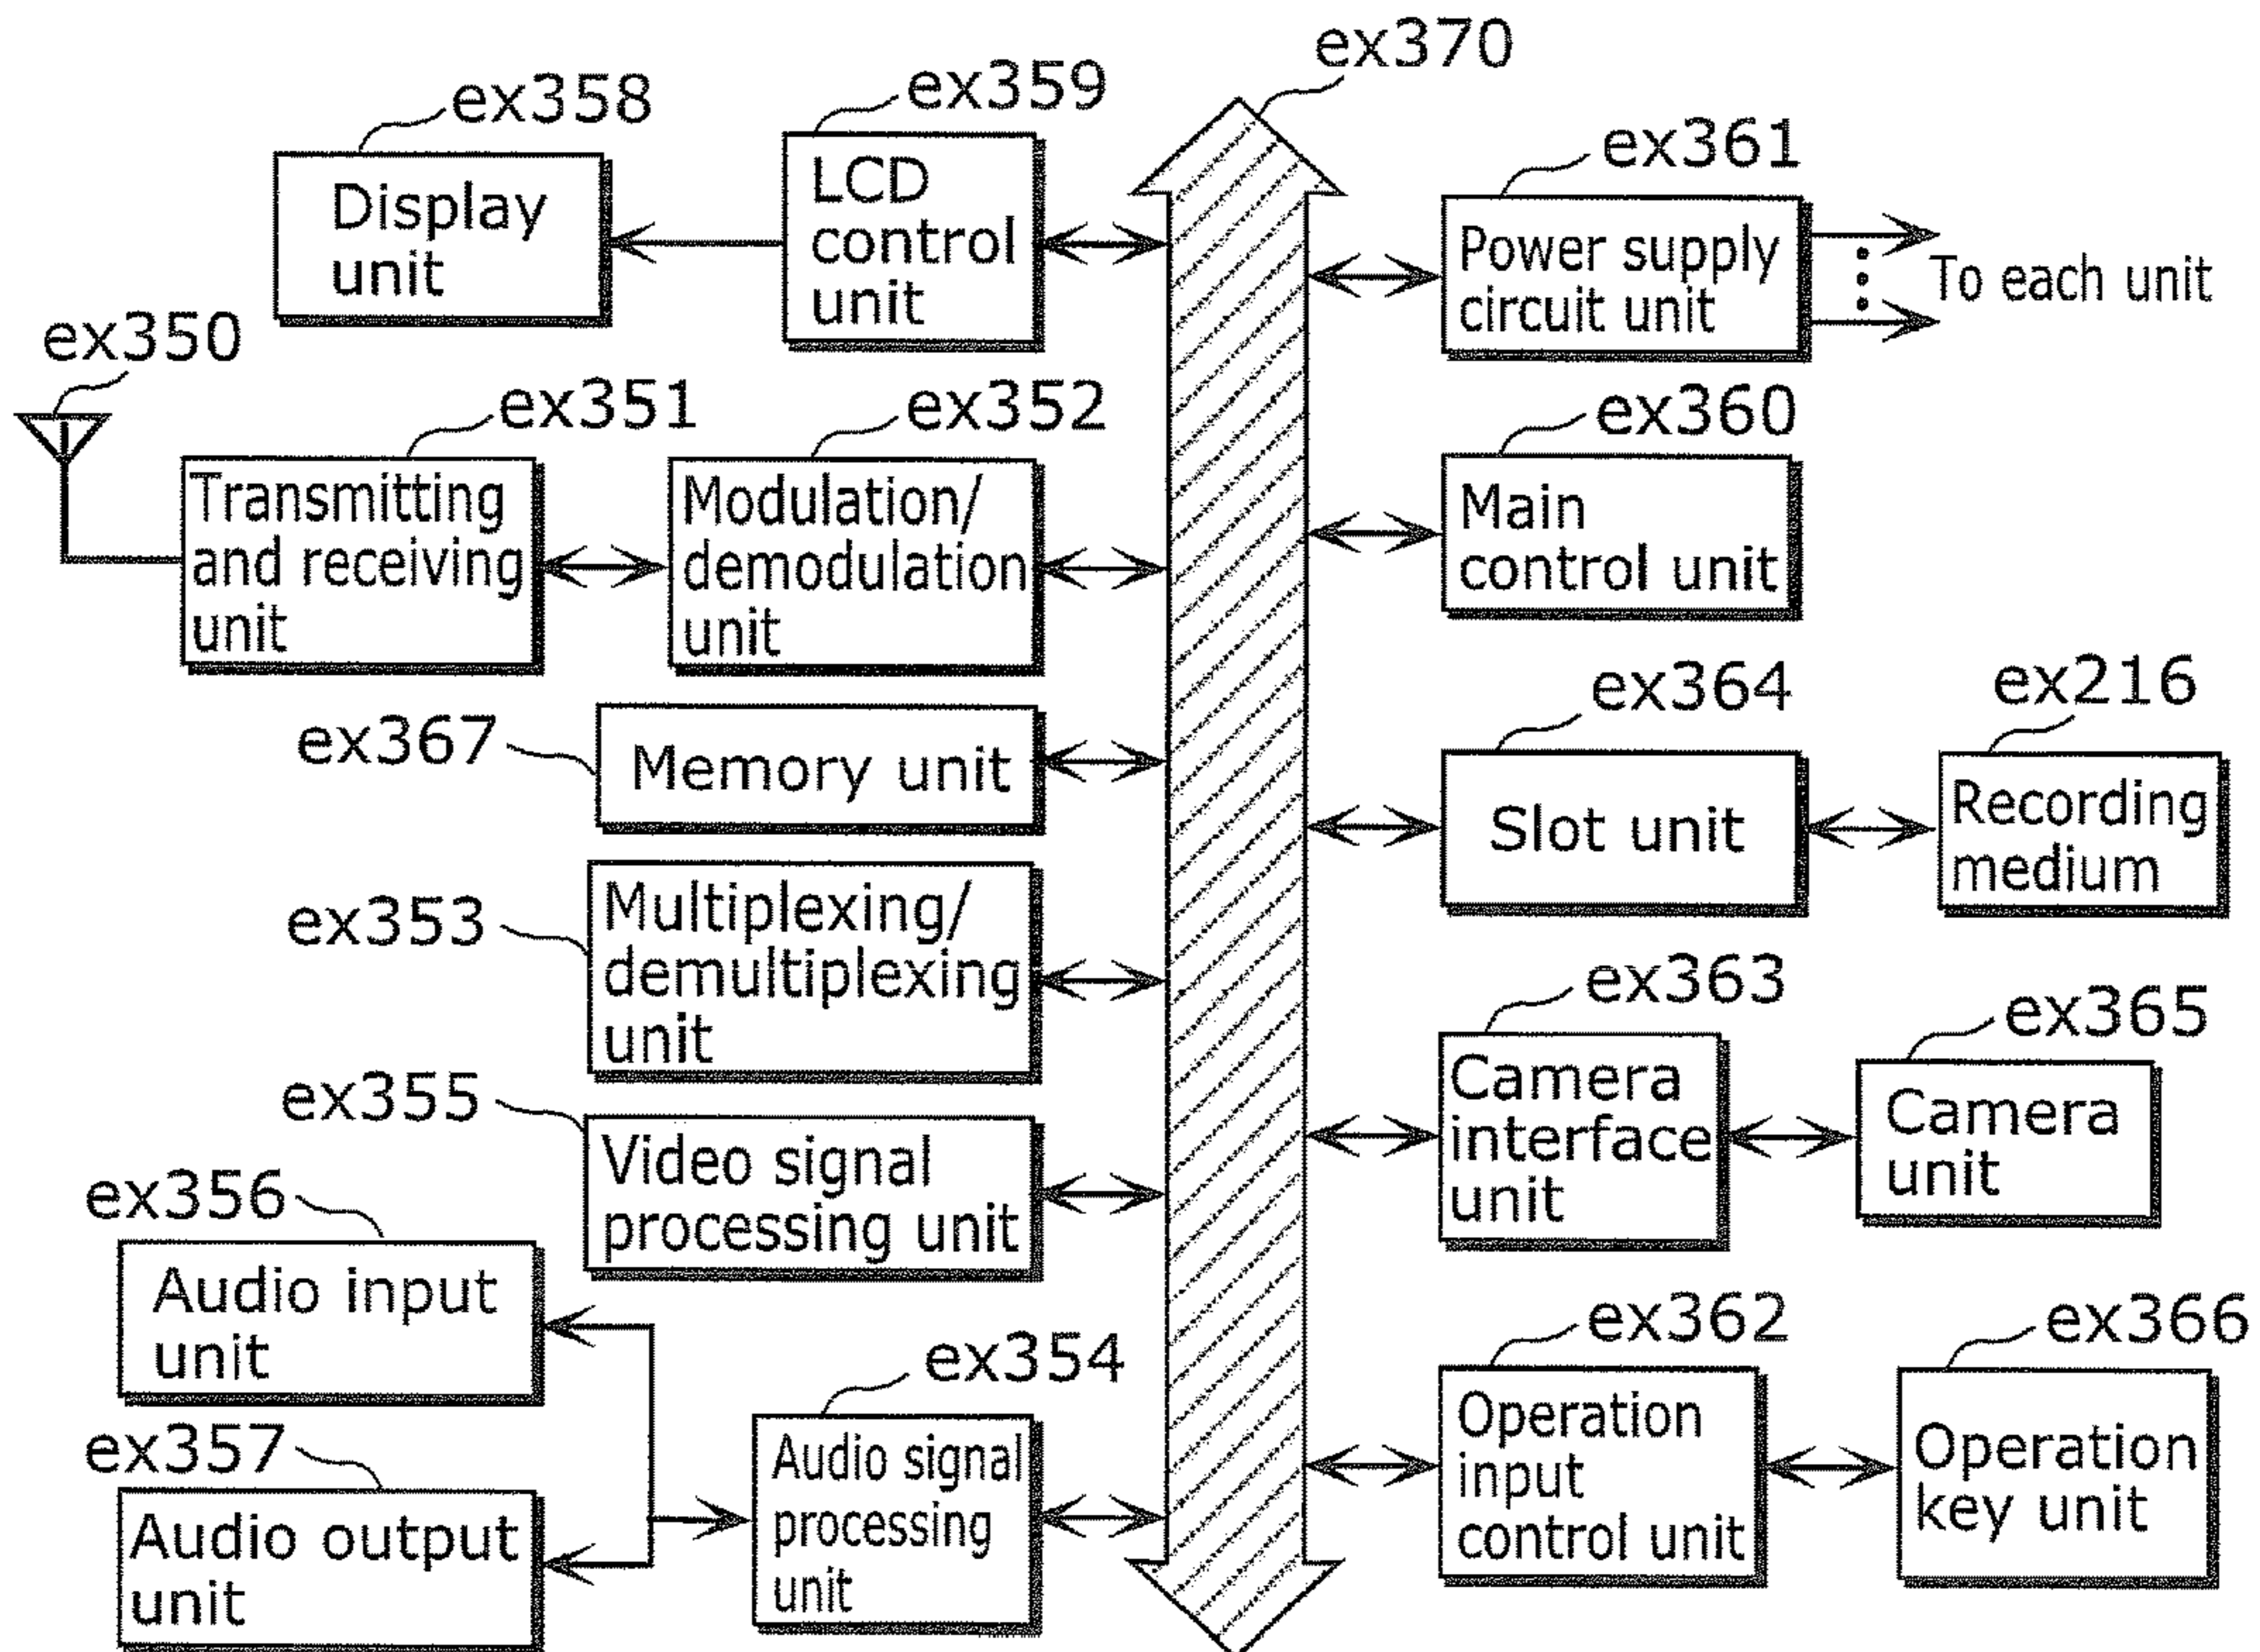 ex370
ex359
ex358
ex361
LCD
control
unit
Display
unit
Power supply
circuit unit
To each unit
ex350
ex351
ex352
ex360
Transmitting
and receiving
unit
Modulation/
demodulation
unit
Main
control unit
ex364
ex216
ex367
Memory unit
Slot unit
Recording
medium
ex353
Multiplexing/
demultiplexing
unit
ex363
ex365
Camera
interface
unit
Camera
unit
ex355
Video signal
processing unit
ex356
Audio input
unit
ex354
ex362
ex366
ex357
Audio output
unit
Audio signal
processing
unit
Operation
input
control unit
Operation
key unit